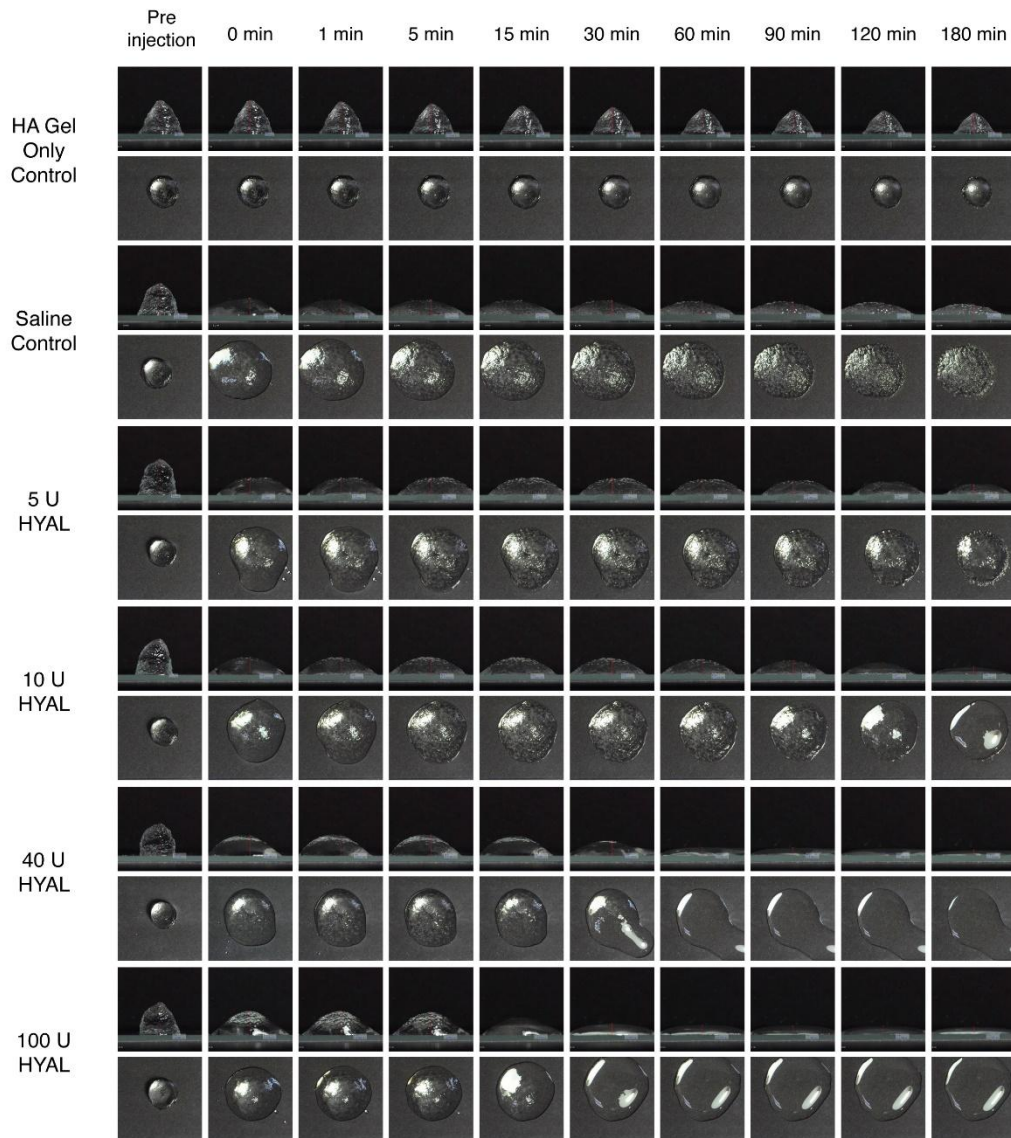 Pre
injection
0 min
1 min
5 min
15 min
30 min
60 min
90 min
120 min
180 min
HA Gel
Only
Control
Saline
Control
5 U
HYAL
10 U
HYAL
40 U
HYAL
100 U
HYAL